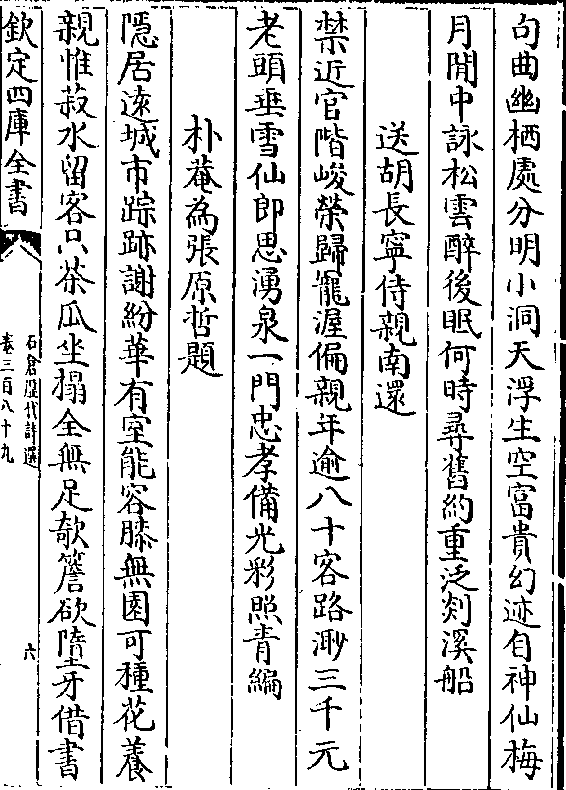 句曲幽栖處分明小洞天浮生空富貴幻迹自神仙梅
月閒中詠松雲醉後眠何時尋舊約重泛剡溪船
送胡長寧侍親南還
禁近官階峻榮歸寵渥偏親年逾八十客路渺三千元
老頭垂雪仙郎思湧泉一門忠孝備光彩照青編
朴菴為張原哲題
隠居遠城市踪跡謝紛華有室能容膝無園可種花養
親惟菽水留客只茶瓜坐榻全無足欹簷欲墮牙借書
欽定四庫全書
石倉歷代詩選
卷三百八十九
六